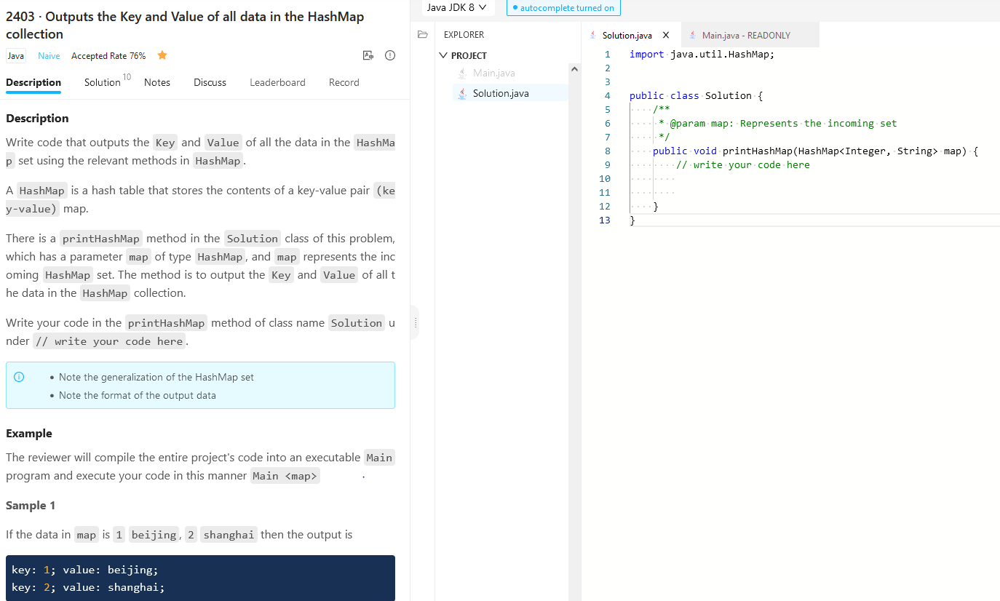 2403 · Outputs the Key and Value of all data in the HashMap
collection
Java Naive Accepted Rate 76%
Description Solution 10 Notes Discuss Leaderboard Record
Description
Write code that outputs the Key and Value of all the data in the HashMa
p set using the relevant methods in HashMap.
A HashMap is a hash table that stores the contents of a key-value pair (ke
y-value) map.
There is a printHashMap method in the Solution class of this problem,
which has a parameter map of type HashMap, and map represents the inc
oming HashMap set. The method is to output the Key and Value of all t
he data in the HashMap collection.
Write your code in the printHashMap method of class name Solution u
nder // write your code here.
• Note the generalization of the HashMap set
• Note the format of the output data
Example
The reviewer will compile the entire project's code into an executable Main
program and execute your code in this manner Main <map>
Sample 1
If the data in map is 1 beijing, 2 shanghai then the output is
key: 1; value: beijing;
key: 2; value: shanghai;
Java JDK 8
• autocomplete turned on
EXPLORER
PROJECT
Main.java
Solution.java
Solution.java X Main.java - READONLY
1 import java.util.HashMap;
2
3
4 public class Solution {
5 /**
6 * @param map: Represents the incoming set
7 */
8 public void printHashMap(HashMap<Integer, String> map) {
9 // write your code here
10
11
12 }
13 }